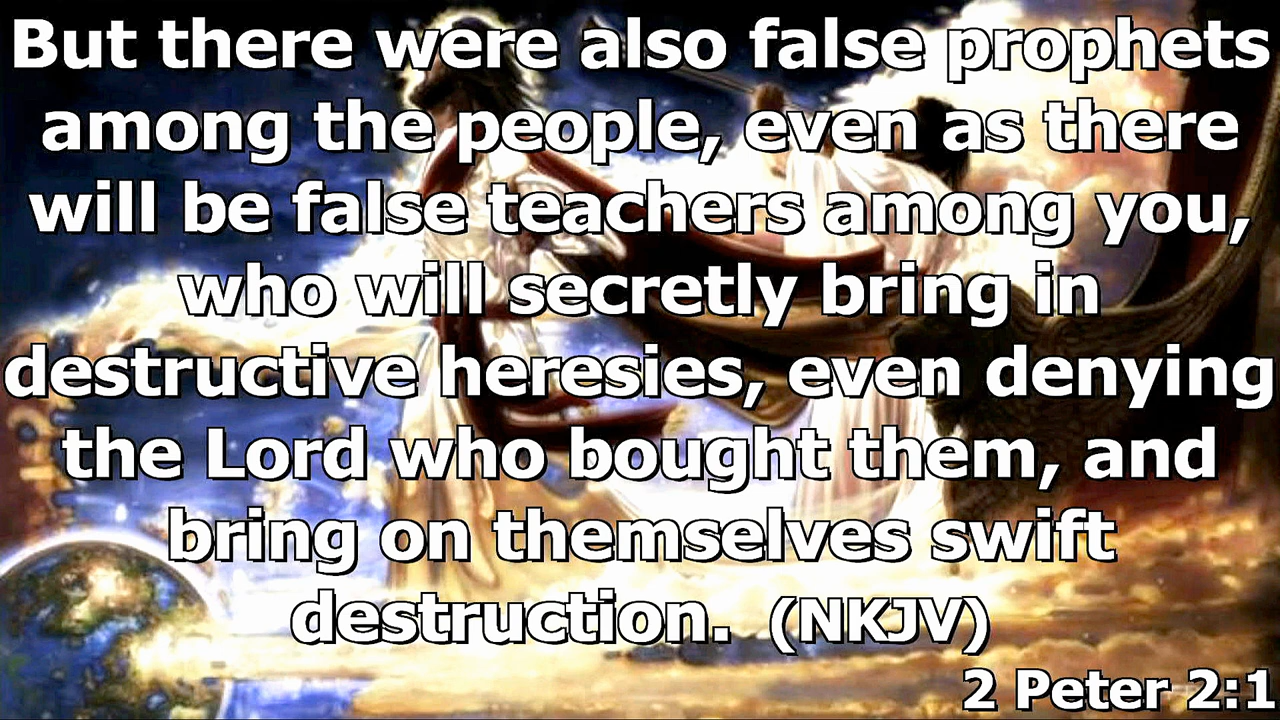 But there were also false prophets
among the people, even as there
will be false teachers among you,
who will secretly bring in
destructive heresies, even denying
the Lord who bought them, and
bring on themselves swift
destruction. (NKJV)
2 Peter 2:1